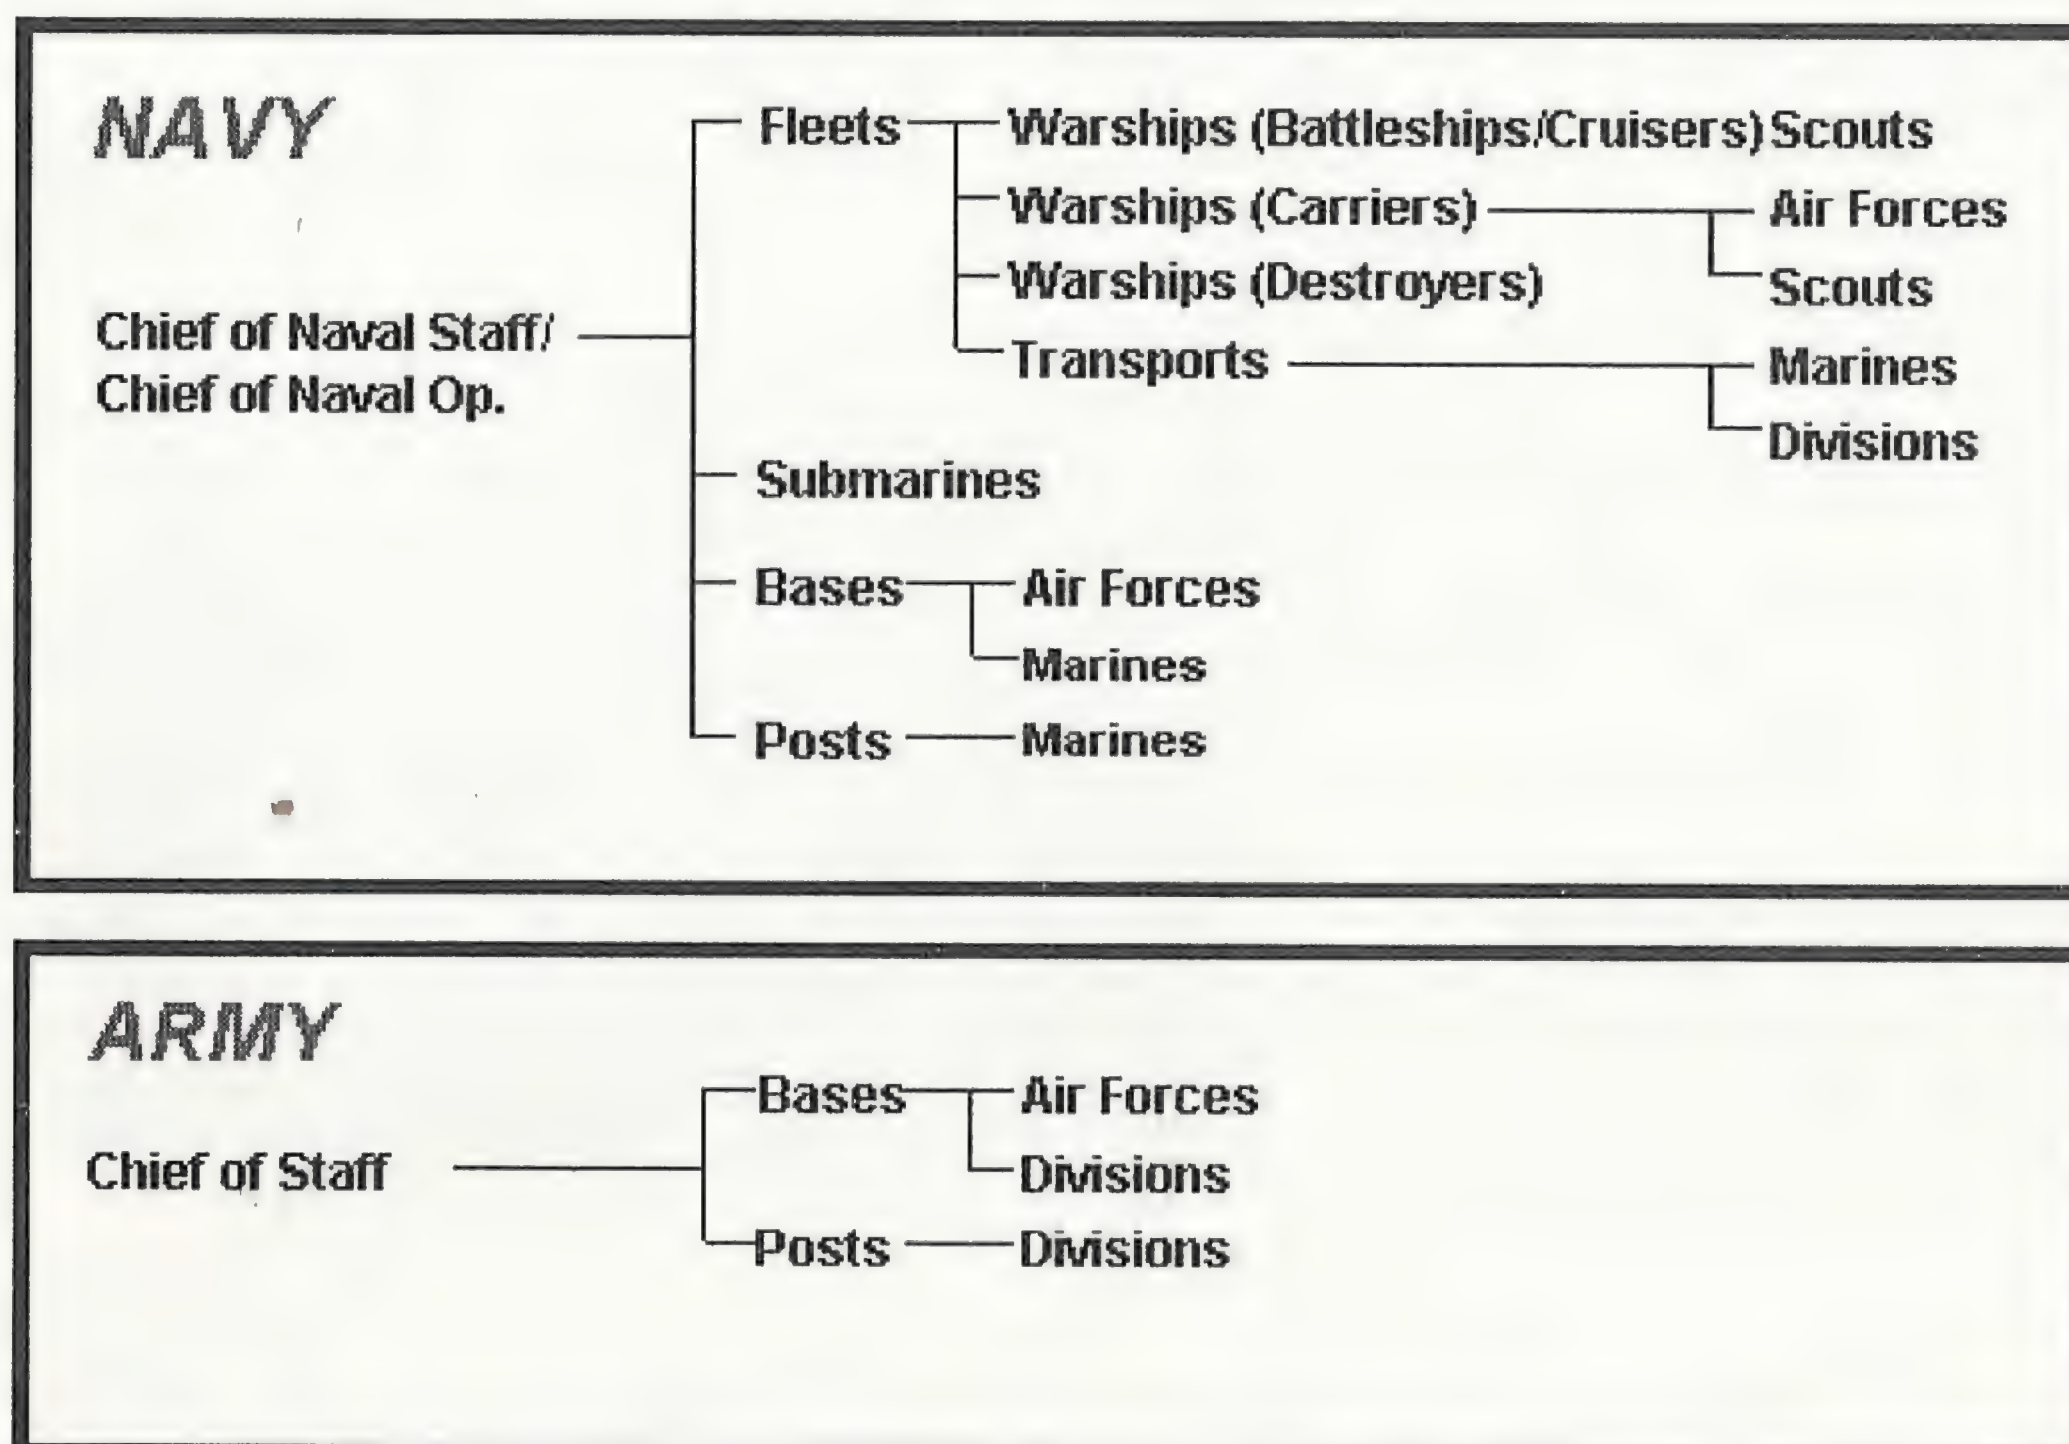 NAVY
Fleets Warships (Battleships/Cruisers) Scouts
Warships (Carriers) Air Forces
Warships (Destroyers) Scouts
Chief of Naval Staff/
Chief of Naval Op.
Transports Marines
Divisions
Submarines
Bases Air Forces
Marines
Posts Marines
ARMY
Bases Air Forces
Chief of Staff Divisions
Posts Divisions